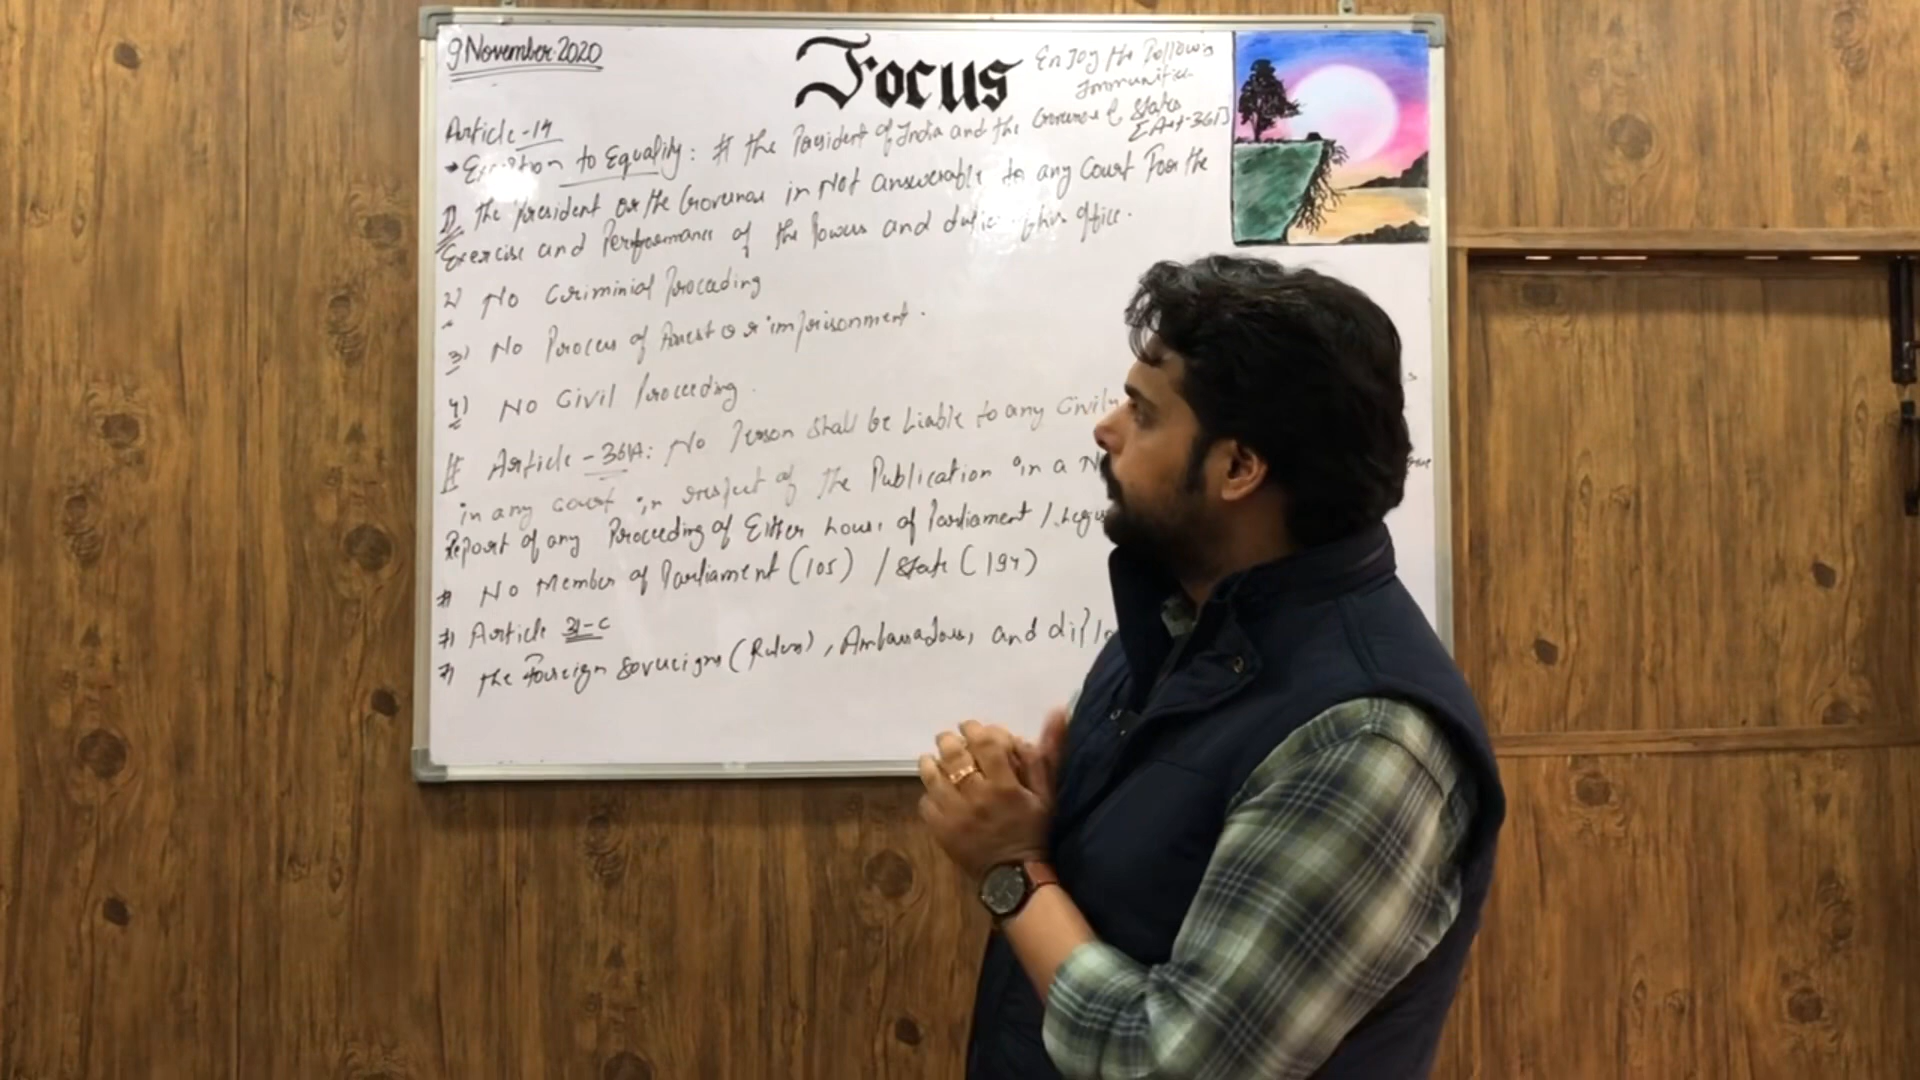 9 November 2020
Focus
Enjoy the Following
Immunities
Article-14
→ Exception to Equality: # the President of India and the Governor of States
[Art-361]
1) the President or the Governor in Not answerable to any Court For the
Exercise and Performance of the Powers and duties of his office.
2) No Criminial Proceding
3) No Process of Arrest or imprisonment.
4) No Civil Proceeding.
# Article - 361A: No Person Shall be Liable to any Civil
in any court in respect of the Publication in a N
Report of any Proceeding of Either house of Parliament / Legis
# No Member of Parliament (105) / State (194)
#) Article 31-C
#) the Foreign Sovereigns (Rulers), Ambassadors, and diplo